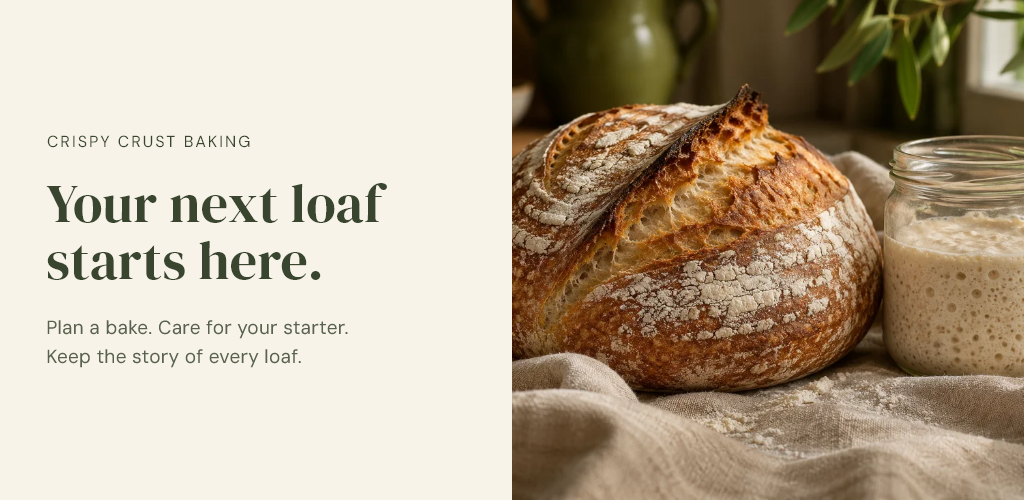 CRISPY CRUST BAKING
Your next loaf
starts here.
Plan a bake. Care for your starter.
Keep the story of every loaf.